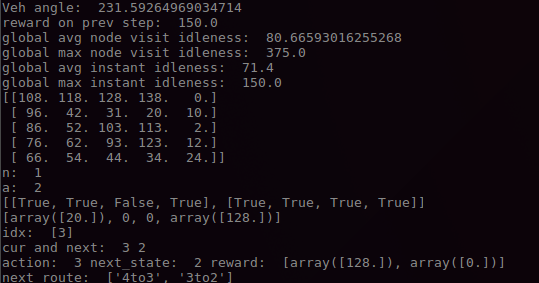 Veh angle:  231.59264969034714
reward on prev step:  150.0
global avg node visit idleness:  80.66593016255268
global max node visit idleness:  375.0
global avg instant idleness:  71.4
global max instant idleness:  150.0
[[108. 118. 128. 138.   0.]
 [ 96.  42.  31.  20.  10.]
 [ 86.  52. 103. 113.   2.]
 [ 76.  62.  93. 123.  12.]
 [ 66.  54.  44.  34.  24.]]
n:  1
a:  2
[[True, True, False, True], [True, True, True, True]]
[array([20.]), 0, 0, array([128.])]
idx:  [3]
cur and next:  3 2
action:  3 next_state:  2 reward:  [array([128.]), array([0.])]
next route:  ['4to3', '3to2']